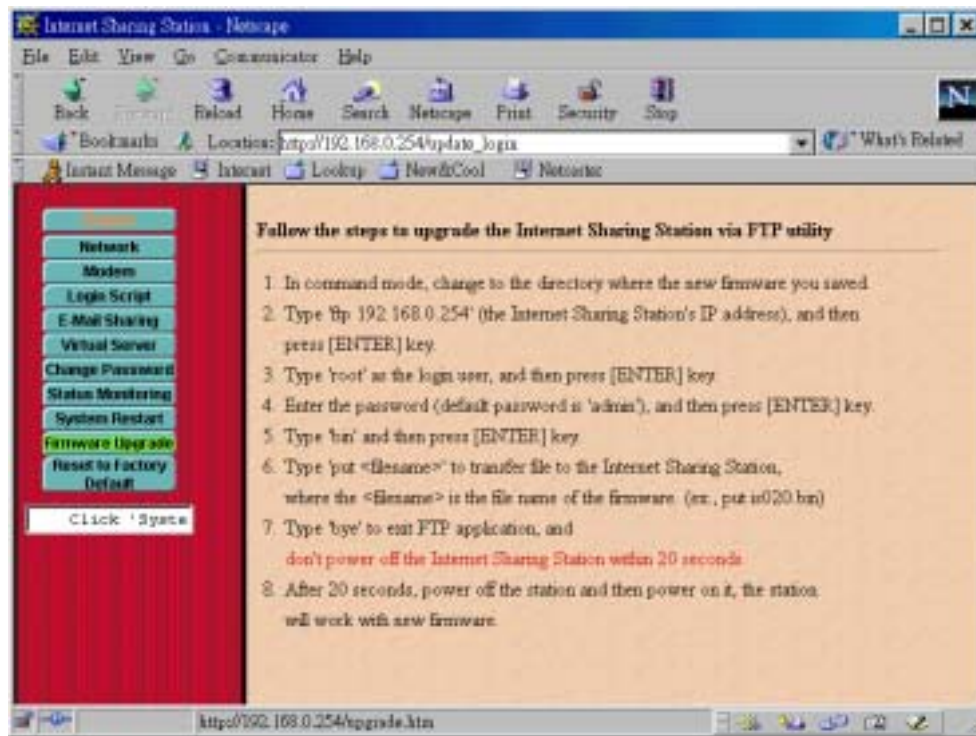 Internet Sharing Station - Netscape
File Edit View Go Communicator Help
Back Reload Home Search Netscape Print Security Stop
N
Bookmarks Location: http://192.168.0.254/update_login What's Related
Instant Message Internet Lookup New&Cool Netcaster
Network
Modem
Login Script
E-Mail Sharing
Virtual Server
Change Password
Status Monitoring
System Restart
Firmware Upgrade
Reset to Factory
Default
Click 'Syste
Follow the steps to upgrade the Internet Sharing Station via FTP utility
1. In command mode, change to the directory where the new firmware you saved.
2. Type 'ftp 192.168.0.254' (the Internet Sharing Station's IP address), and then
press [ENTER] key.
3. Type 'root' as the login user, and then press [ENTER] key.
4. Enter the password (default password is 'admin'), and then press [ENTER] key.
5. Type 'bin' and then press [ENTER] key.
6. Type 'put <filename>' to transfer file to the Internet Sharing Station,
where the <filename> is the file name of the firmware. (ex., put is020.bin)
7. Type 'bye' to exit FTP application, and
don't power off the Internet Sharing Station within 20 seconds.
8. After 20 seconds, power off the station and then power on it, the station
will work with new firmware.
http://192.168.0.254/upgrade.htm